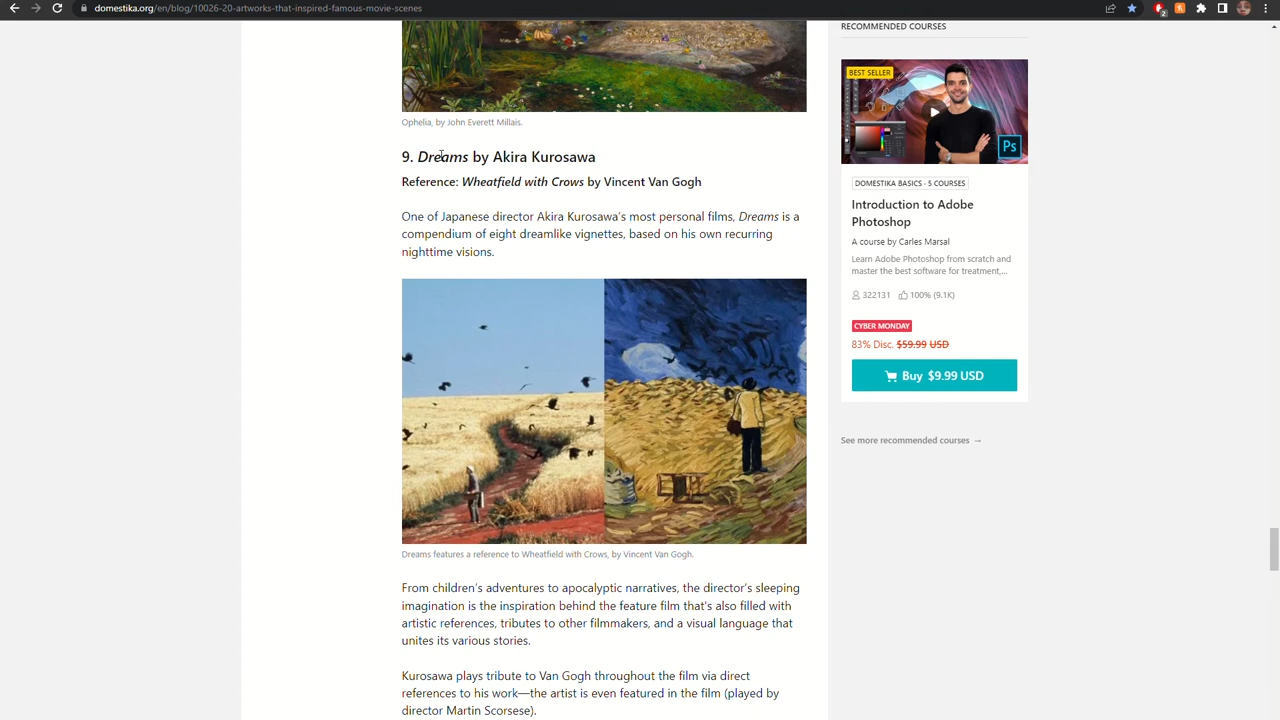 domestika.org/en/blog/10026-20-artworks-that-inspired-famous-movie-scenes
2
RECOMMENDED COURSES
BEST SELLER
Ps
Ophelia, by John Everett Millais.
9. Dreams by Akira Kurosawa
Reference: Wheatfield with Crows by Vincent Van Gogh
One of Japanese director Akira Kurosawa's most personal films, Dreams is a
compendium of eight dreamlike vignettes, based on his own recurring
nighttime visions.
Dreams features a reference to Wheatfield with Crows, by Vincent Van Gogh.
From children's adventures to apocalyptic narratives, the director's sleeping
imagination is the inspiration behind the feature film that's also filled with
artistic references, tributes to other filmmakers, and a visual language that
unites its various stories.
Kurosawa plays tribute to Van Gogh throughout the film via direct
references to his work—the artist is even featured in the film (played by
director Martin Scorsese).
DOMESTIKA BASICS · 5 COURSES
Introduction to Adobe
Photoshop
A course by Carles Marsal
Learn Adobe Photoshop from scratch and
master the best software for treatment,...
322131 100% (9.1K)
CYBER MONDAY
83% Disc. $59.99 USD
Buy $9.99 USD
See more recommended courses →